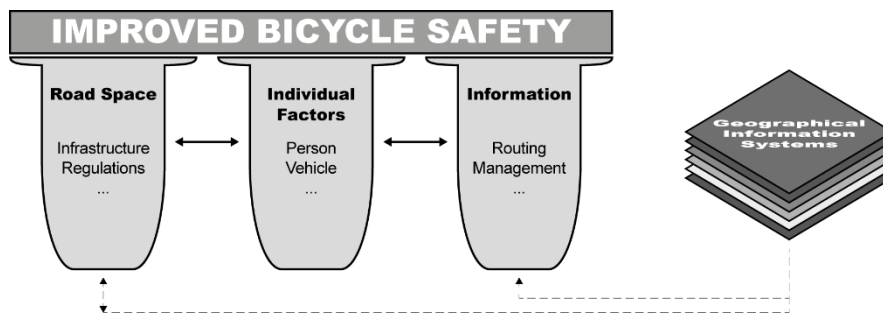 IMPROVED BICYCLE SAFETY
Road Space
Infrastructure
Regulations
...
Individual
Factors
Person
Vehicle
...
Information
Routing
Management
...
Geographical
Information
Systems